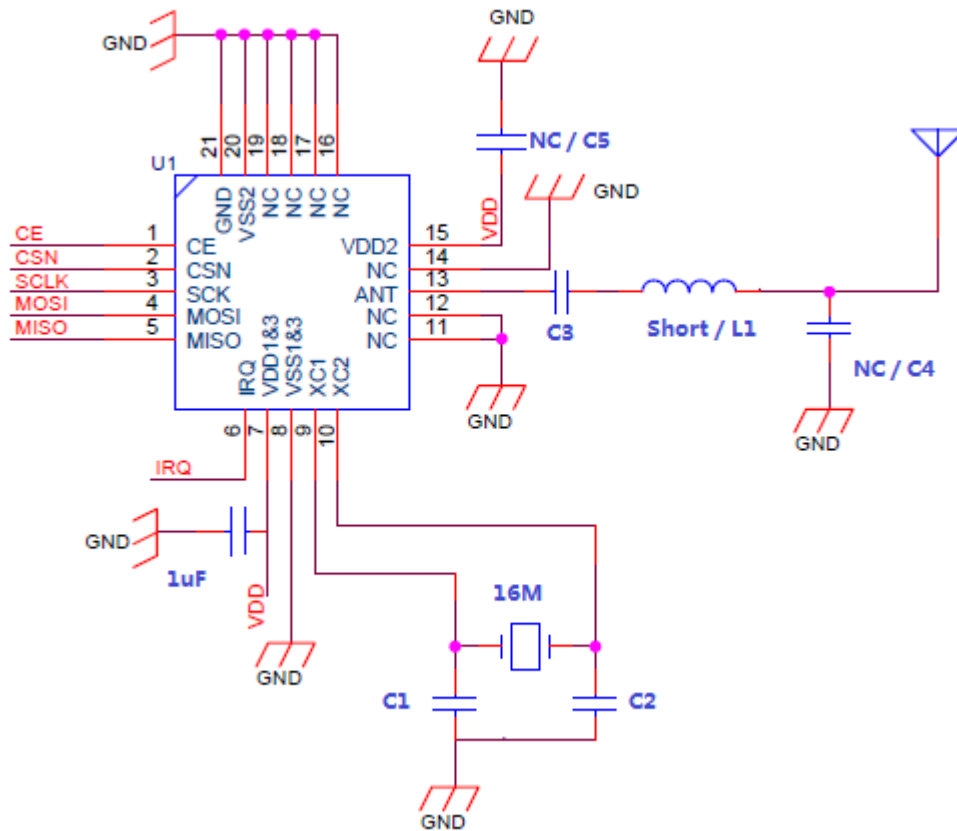 GND
GND
21
20
19
18
17
16
NC / C5
U1
GND
GND
VSS2
NC
NC
NC
NC
VDD
CE
1
CE
VDD2
15
CSN
2
CSN
NC
14
SCLK
3
SCK
ANT
13
MOSI
4
MOSI
NC
12
MISO
5
MISO
NC
11
C3
Short / L1
NC / C4
IRQ
VDD1&3
VSS1&3
XC1
XC2
6
7
8
9
10
GND
GND
IRQ
GND
1uF
VDD
16M
GND
C1
C2
GND